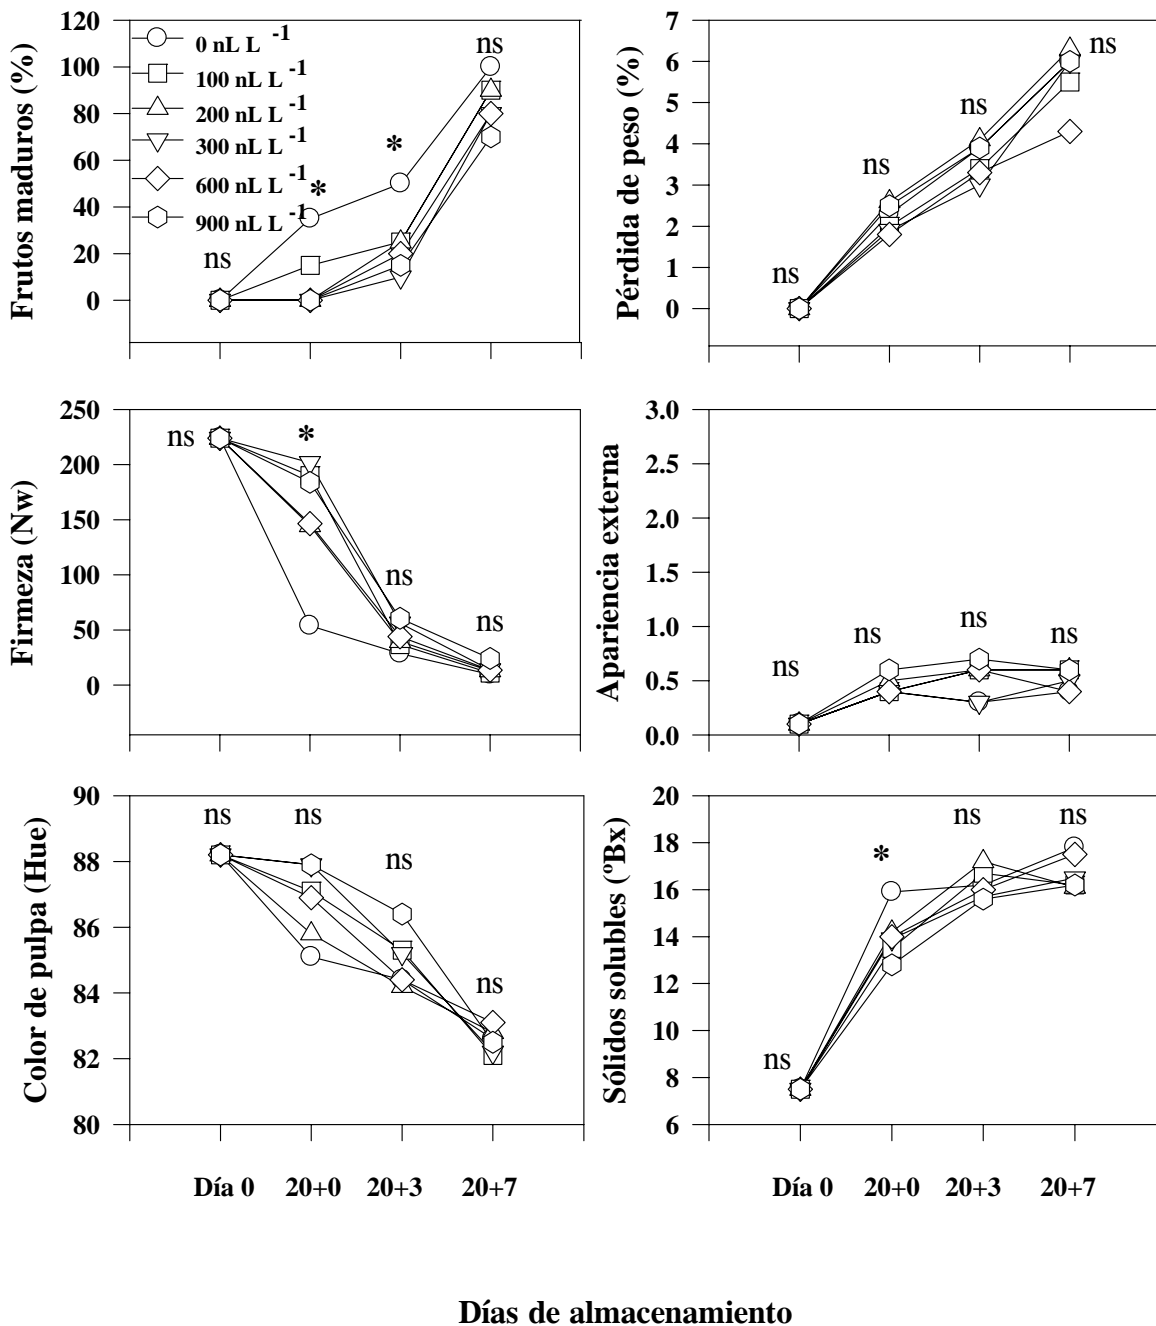 Frutos maduros (%)
120
100
80
60
40
20
0
0 nL L -1
100 nL L -1
200 nL L -1
300 nL L -1
600 nL L -1
900 nL L -1
ns
*
*
ns
Pérdida de peso (%)
7
6
5
4
3
2
1
0
ns
ns
ns
ns
Firmeza (Nw)
250
200
150
100
50
0
ns
*
ns
ns
Apariencia externa
3.0
2.5
2.0
1.5
1.0
0.5
0.0
ns
ns
ns
ns
Color de pulpa (Hue)
90
88
86
84
82
80
ns
ns
ns
ns
Día 0 20+0 20+3 20+7
Sólidos solubles (ºBx)
20
18
16
14
12
10
8
6
ns
*
ns
ns
Día 0 20+0 20+3 20+7
Días de almacenamiento